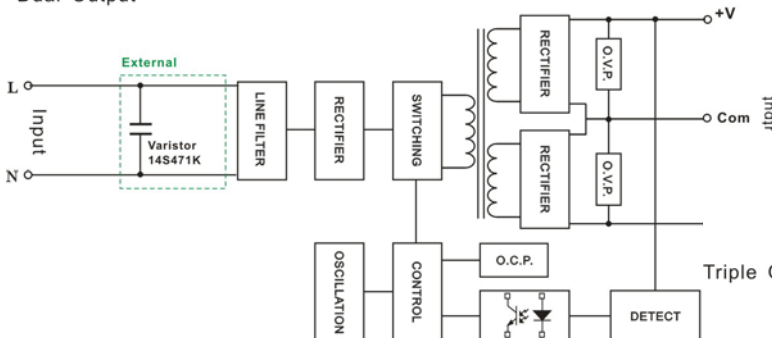 Dual Output
+V
External
L
Input
N
Varistor
14S471K
LINE FILTER
RECTIFIER
SWITCHING
RECTIFIER
O.V.P.
Com
RECTIFIER
O.V.P.
OSCILLATION
CONTROL
O.C.P.
DETECT
Triple